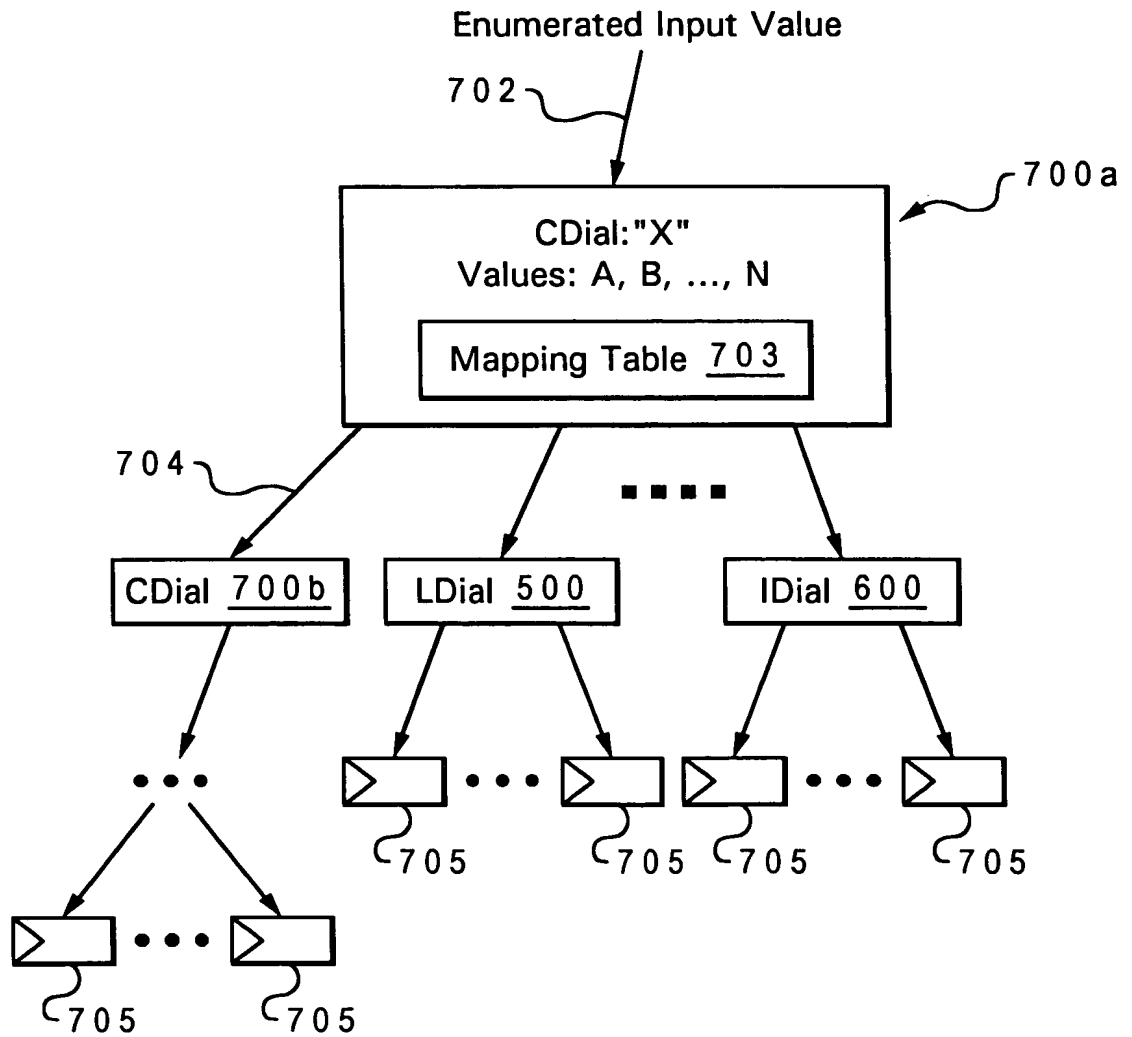 Enumerated Input Value
702
700a
CDial:"X"
Values: A, B, ..., N
Mapping Table 703
704
CDial 700b
LDial 500
IDial 600
705
705
705
705
705
705